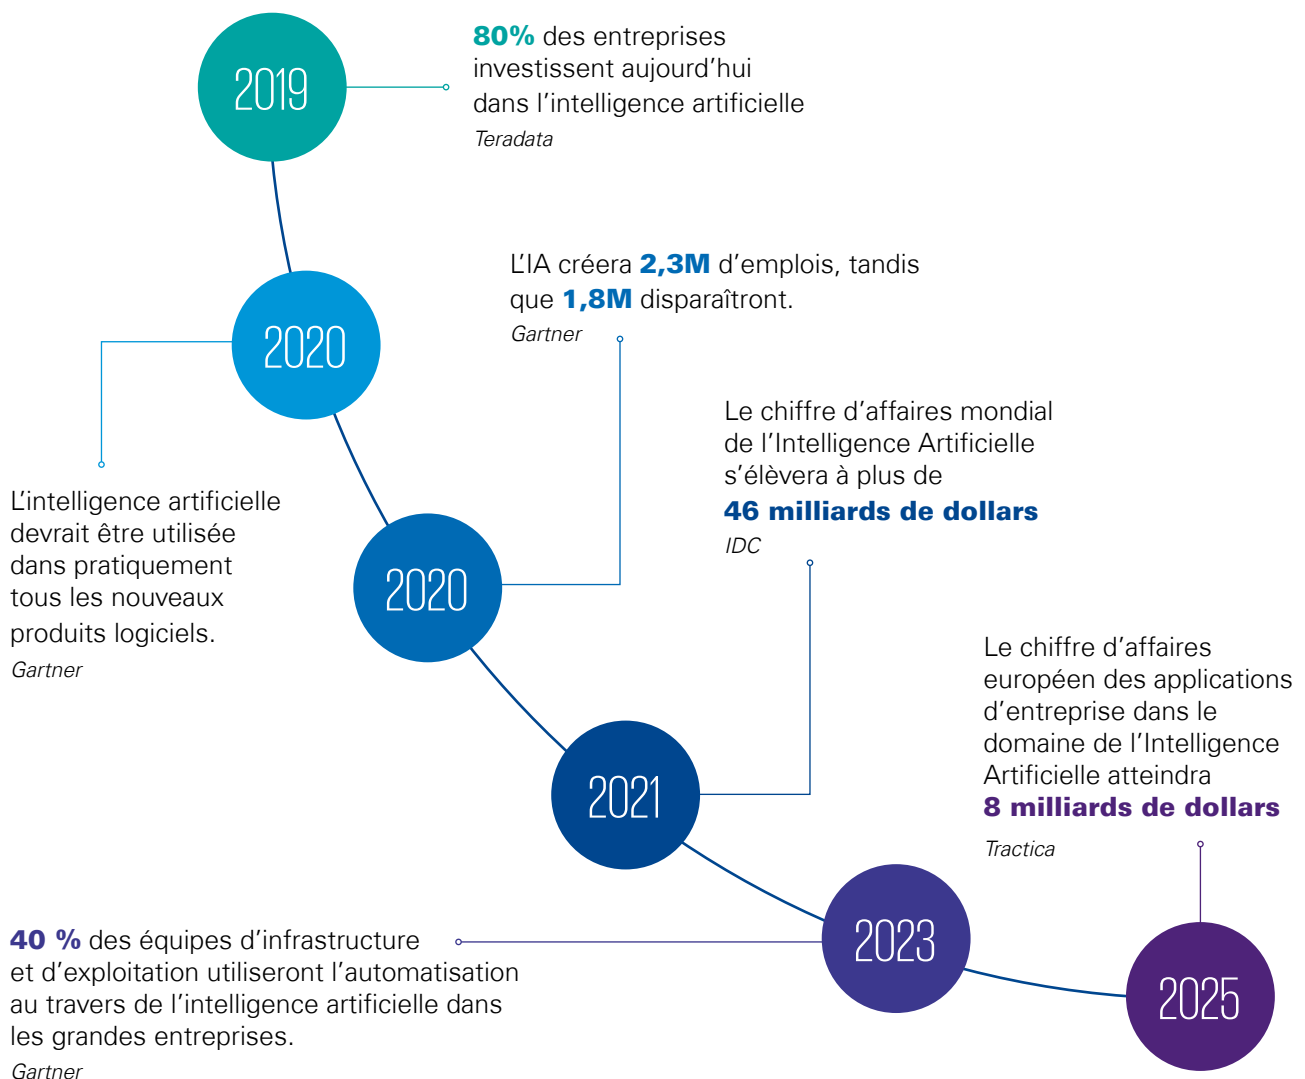 2019
80% des entreprises
investissent aujourd’hui
dans l’intelligence artificielle
Teradata
2020
L’intelligence artificielle
devrait être utilisée
dans pratiquement
tous les nouveaux
produits logiciels.
Gartner
L’IA créera 2,3M d’emplois, tandis
que 1,8M disparaîtront.
Gartner
2020
Le chiffre d’affaires mondial
de l’Intelligence Artificielle
s’élèvera à plus de
46 milliards de dollars
IDC
2021
40 % des équipes d’infrastructure
et d’exploitation utiliseront l’automatisation
au travers de l’intelligence artificielle dans
les grandes entreprises.
Gartner
2023
Le chiffre d’affaires
européen des applications
d’entreprise dans le
domaine de l’Intelligence
Artificielle atteindra
8 milliards de dollars
Tractica
2025